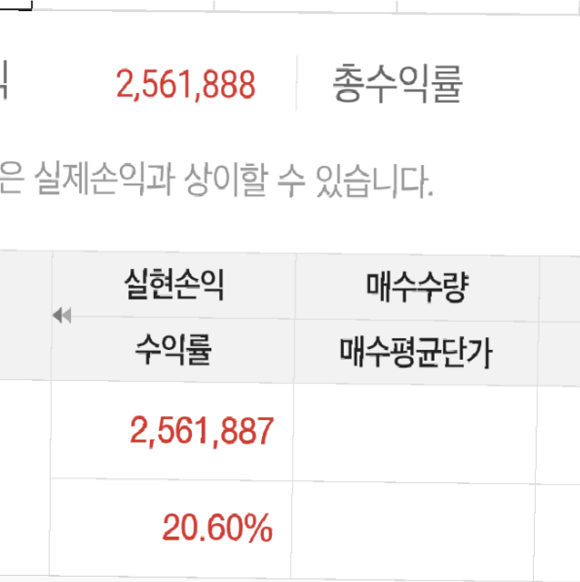 2,561,888 총수익률
은 실제손익과 상이할 수 있습니다.
실현손익 매수수량
수익률 매수평균단가
2,561,887
20.60%